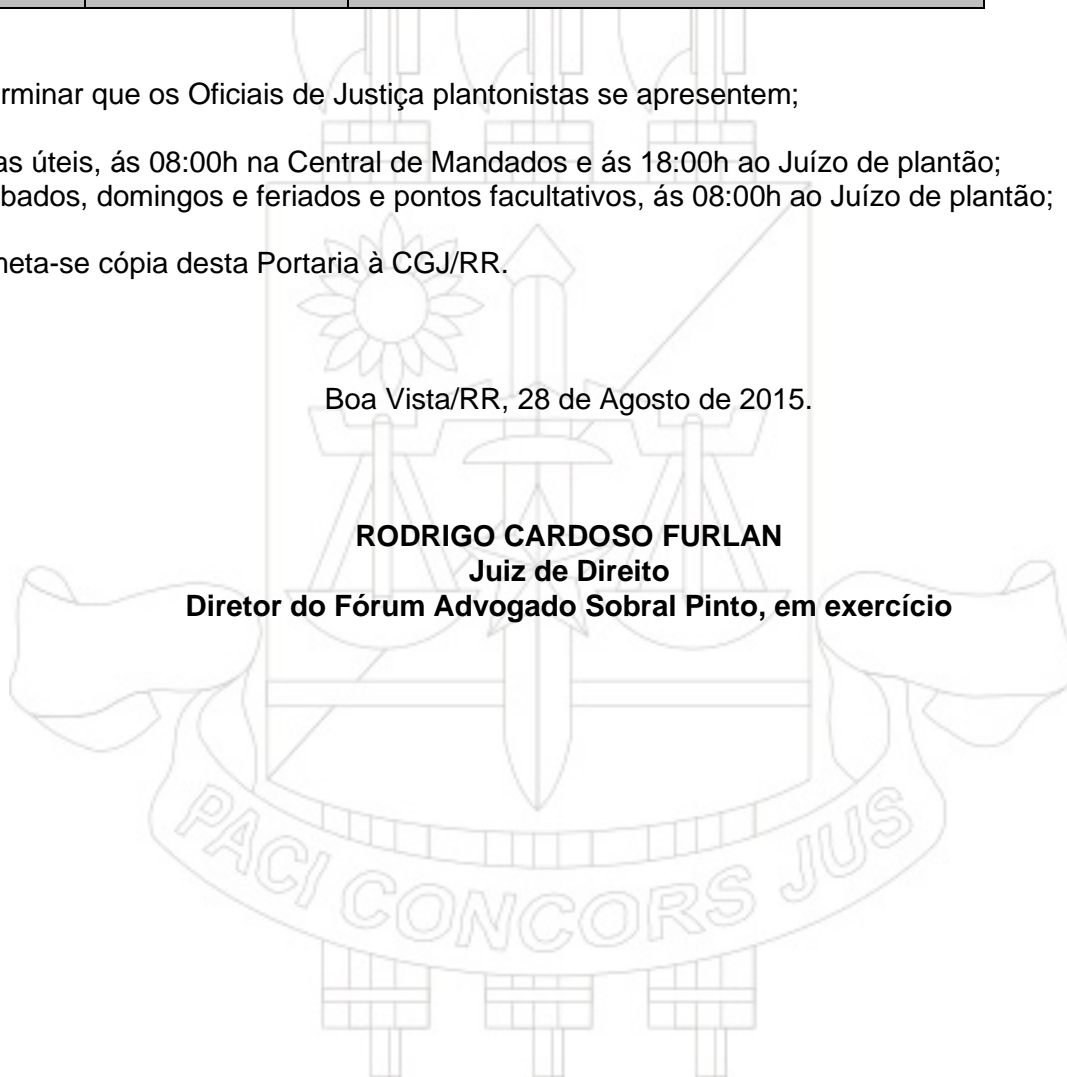 rminar que os Oficiais de Justiça plantonistas se apresentem;
as úteis, ás 08:00h na Central de Mandados e ás 18:00h ao Juízo de plantão;
bados, domingos e feriados e pontos facultativos, ás 08:00h ao Juízo de plantão;
neta-se cópia desta Portaria à CGJ/RR.
Boa Vista/RR, 28 de Agosto de 2015.
RODRIGO CARDOSO FURLAN
Juiz de Direito
Diretor do Fórum Advogado Sobral Pinto, em exercício
PACI CONCORS JUS